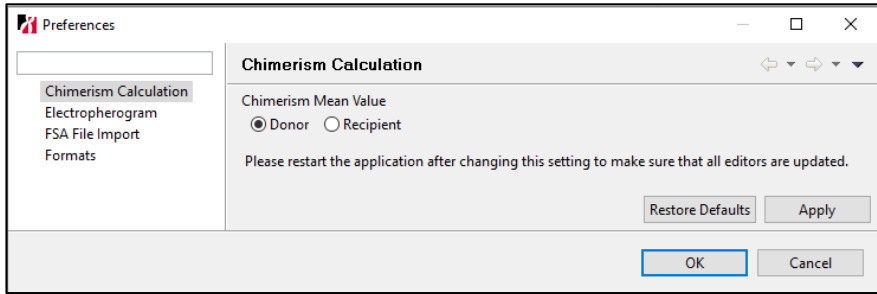 Preferences
Chimerism Calculation
Chimerism Calculation
Electropherogram
FSA File Import
Formats
Chimerism Mean Value
Donor Recipient
Please restart the application after changing this setting to make sure that all editors are updated.
Restore Defaults Apply
OK Cancel